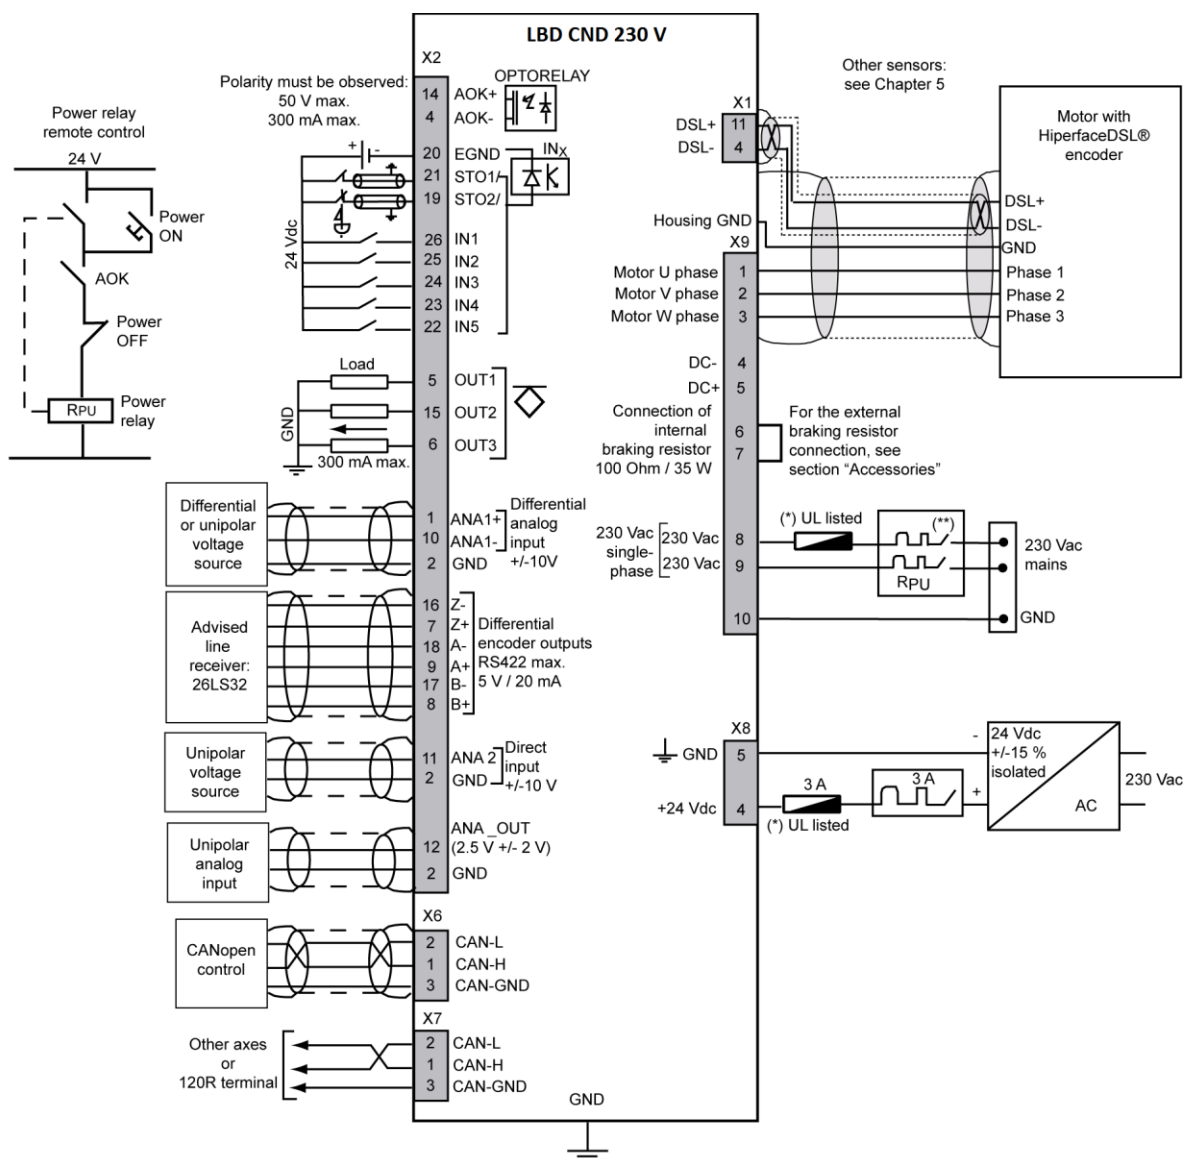 LBD CND 230 V
Power relay
remote control
24 V
Power
ON
AOK
Power
OFF
RPU
Power
relay
X2
Polarity must be observed:
50 V max.
300 mA max.
OPTORELAY
14 AOK+
4 AOK-
+ -
20 EGND
INX
21 STO1/
19 STO2/
24 Vdc
26 IN1
25 IN2
24 IN3
23 IN4
22 IN5
Load
GND
5 OUT1
15 OUT2
6 OUT3
300 mA max.
Differential
or unipolar
voltage
source
1 ANA1+
10 ANA1-
2 GND
Differential
analog
input
+/-10V
Advised
line
receiver:
26LS32
16 Z-
7 Z+
18 A-
9 A+
17 B-
8 B+
Differential
encoder outputs
RS422 max.
5 V / 20 mA
Unipolar
voltage
source
11 ANA 2
2 GND
Direct
input
+/-10 V
Unipolar
analog
input
ANA _OUT
12 (2.5 V +/- 2 V)
2 GND
X6
CANopen
control
2 CAN-L
1 CAN-H
3 CAN-GND
X7
Other axes
or
120R terminal
2 CAN-L
1 CAN-H
3 CAN-GND
GND
Other sensors:
see Chapter 5
X1
DSL+ 11
DSL- 4
Motor with
HiperfaceDSL®
encoder
DSL+
DSL-
GND
Phase 1
Phase 2
Phase 3
Housing GND
X9
Motor U phase 1
Motor V phase 2
Motor W phase 3
DC- 4
DC+ 5
Connection of
internal
braking resistor
100 Ohm / 35 W
6
7
For the external
braking resistor
connection, see
section “Accessories”
230 Vac
single-
phase
230 Vac 8
230 Vac 9
10
(*) UL listed
(**)
RPU
230 Vac
mains
GND
X8
GND 5
+24 Vdc 4
3 A
(*) UL listed
3 A
-
+
24 Vdc
+/-15 %
isolated
AC
230 Vac